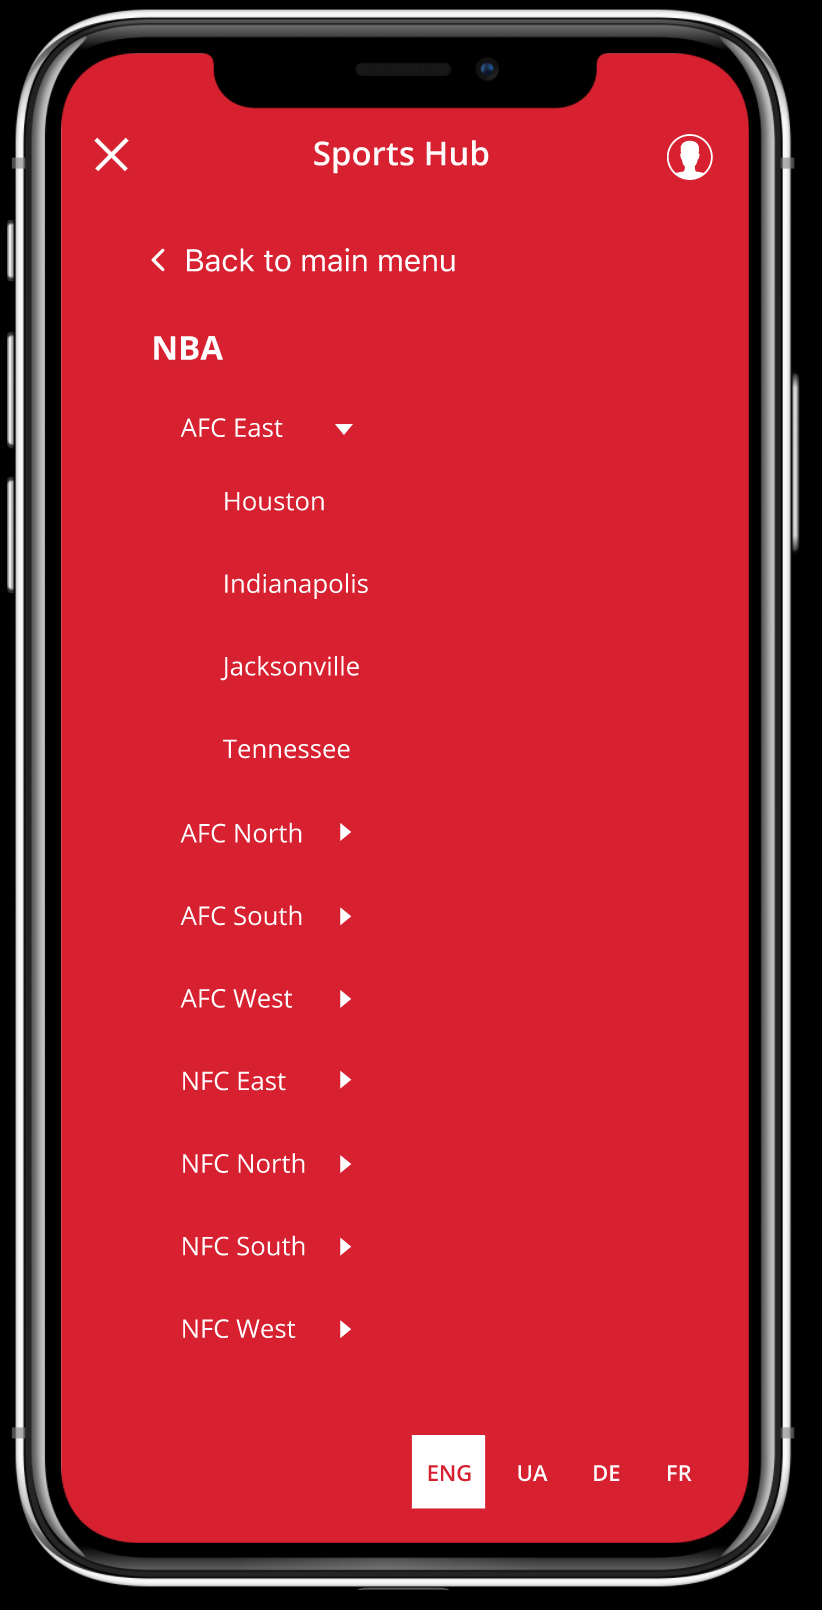 Sports Hub
Back to main menu
NBA
AFC East
Houston
Indianapolis
Jacksonville
Tennessee
AFC North
AFC South
AFC West
NFC East
NFC North
NFC South
NFC West
ENG UA DE FR